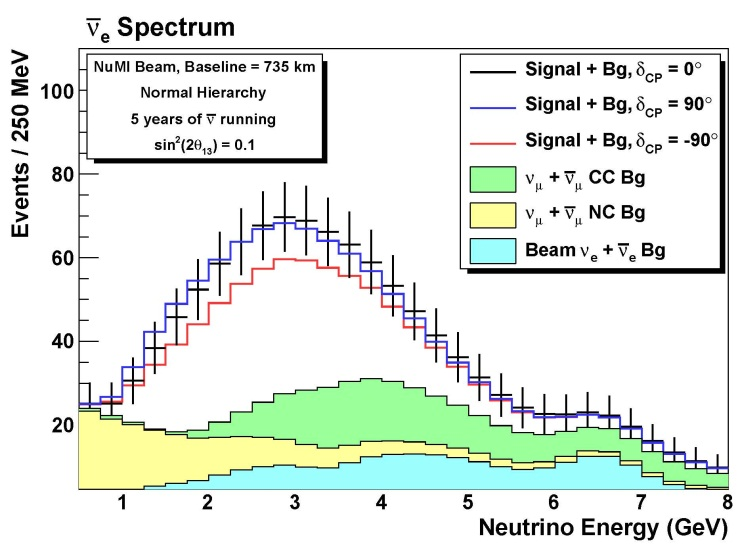 ν̅e Spectrum
NuMI Beam, Baseline = 735 km
Normal Hierarchy
5 years of ν̅ running
sin²(2θ₁₃) = 0.1
Signal + Bg, δCP = 0°
Signal + Bg, δCP = 90°
Signal + Bg, δCP = -90°
νμ + ν̅μ CC Bg
νμ + ν̅μ NC Bg
Beam νe + ν̅e Bg
Events / 250 MeV
100
80
60
40
20
1 2 3 4 5 6 7 8
Neutrino Energy (GeV)